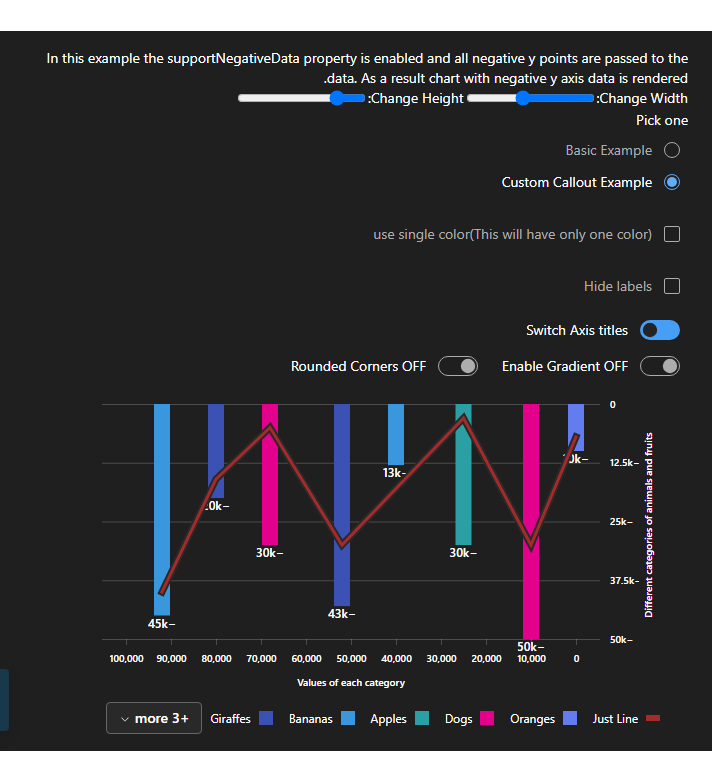 In this example the supportNegativeData property is enabled and all negative y points are passed to the
.data. As a result chart with negative y axis data is rendered
:Change Height :Change Width
Pick one
Basic Example
Custom Callout Example
use single color(This will have only one color)
Hide labels
Switch Axis titles
Rounded Corners OFF Enable Gradient OFF
0
12.5k−
25k−
37.5k−
50k−
Different categories of animals and fruits
45k−
30k−
43k−
13k−
30k−
50k−
100,000 90,000 80,000 70,000 60,000 50,000 40,000 30,000 20,000 10,000 0
Values of each category
more 3+ Giraffes Bananas Apples Dogs Oranges Just Line